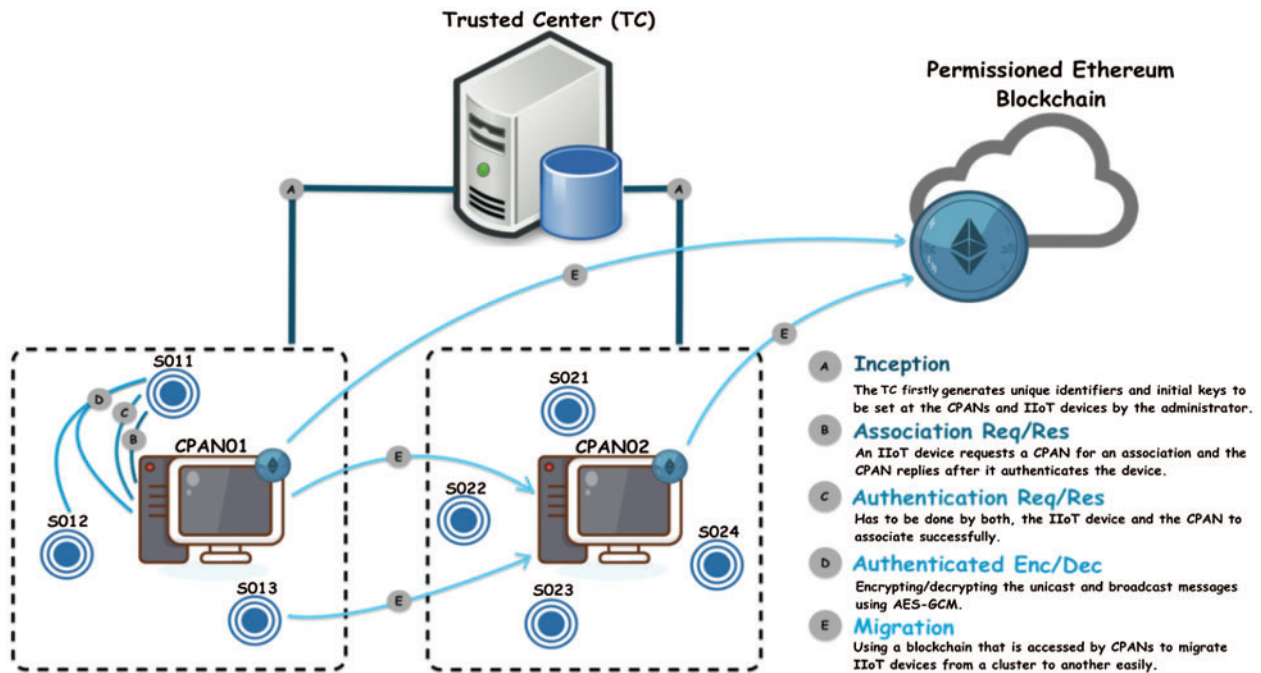 Trusted Center (TC)
Permissioned Ethereum
Blockchain
A
A
E
E
S011
D
C
B
CPAN01
S012
S013
E
E
S021
CPAN02
S022
S024
S023
A Inception
The TC firstly generates unique identifiers and initial keys to
be set at the CPANs and IIoT devices by the administrator.
B Association Req/Res
An IIoT device requests a CPAN for an association and the
CPAN replies after it authenticates the device.
C Authentication Req/Res
Has to be done by both, the IIoT device and the CPAN to
associate successfully.
D Authenticated Enc/Dec
Encrypting/decrypting the unicast and broadcast messages
using AES-GCM.
E Migration
Using a blockchain that is accessed by CPANs to migrate
IIoT devices from a cluster to another easily.